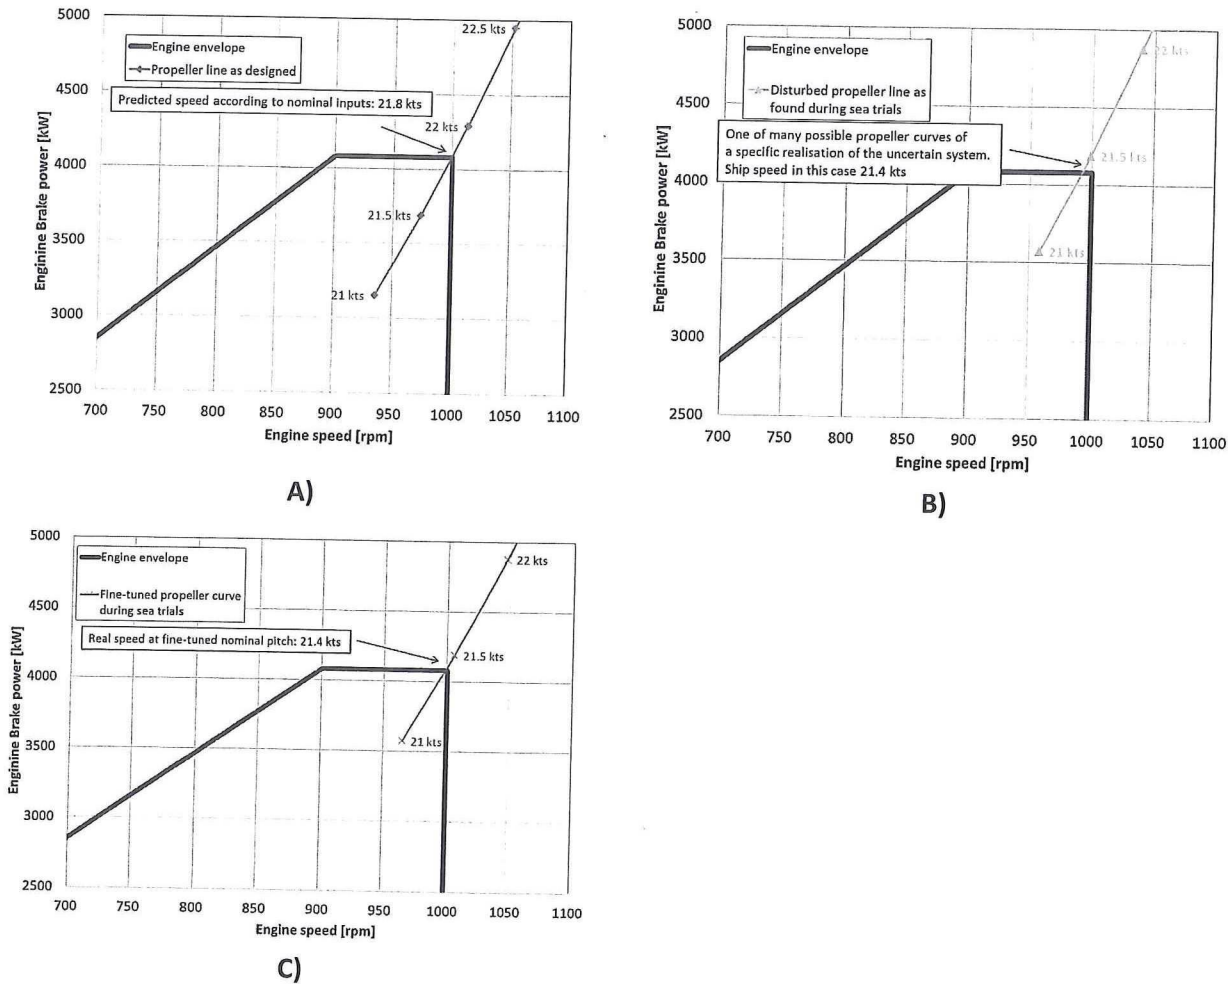 5000
4500
4000
3500
3000
2500
Enginine Brake power [kW]
Engine envelope
Propeller line as designed
Predicted speed according to nominal inputs: 21.8 kts
22.5 kts
22 kts
21.5 kts
21 kts
700 750 800 850 900 950 1000 1050 1100
Engine speed [rpm]
A)
5000
4500
4000
3500
3000
2500
Enginine Brake power [kW]
Engine envelope
Disturbed propeller line as
found during sea trials
One of many possible propeller curves of
a specific realisation of the uncertain system.
Ship speed in this case 21.4 kts
22 kts
21.5 kts
21 kts
700 750 800 850 900 950 1000 1050 1100
Engine speed [rpm]
B)
5000
4500
4000
3500
3000
2500
Enginine Brake power [kW]
Engine envelope
Fine-tuned propeller curve
during sea trials
Real speed at fine-tuned nominal pitch: 21.4 kts
22 kts
21.5 kts
21 kts
700 750 800 850 900 950 1000 1050 1100
Engine speed [rpm]
C)